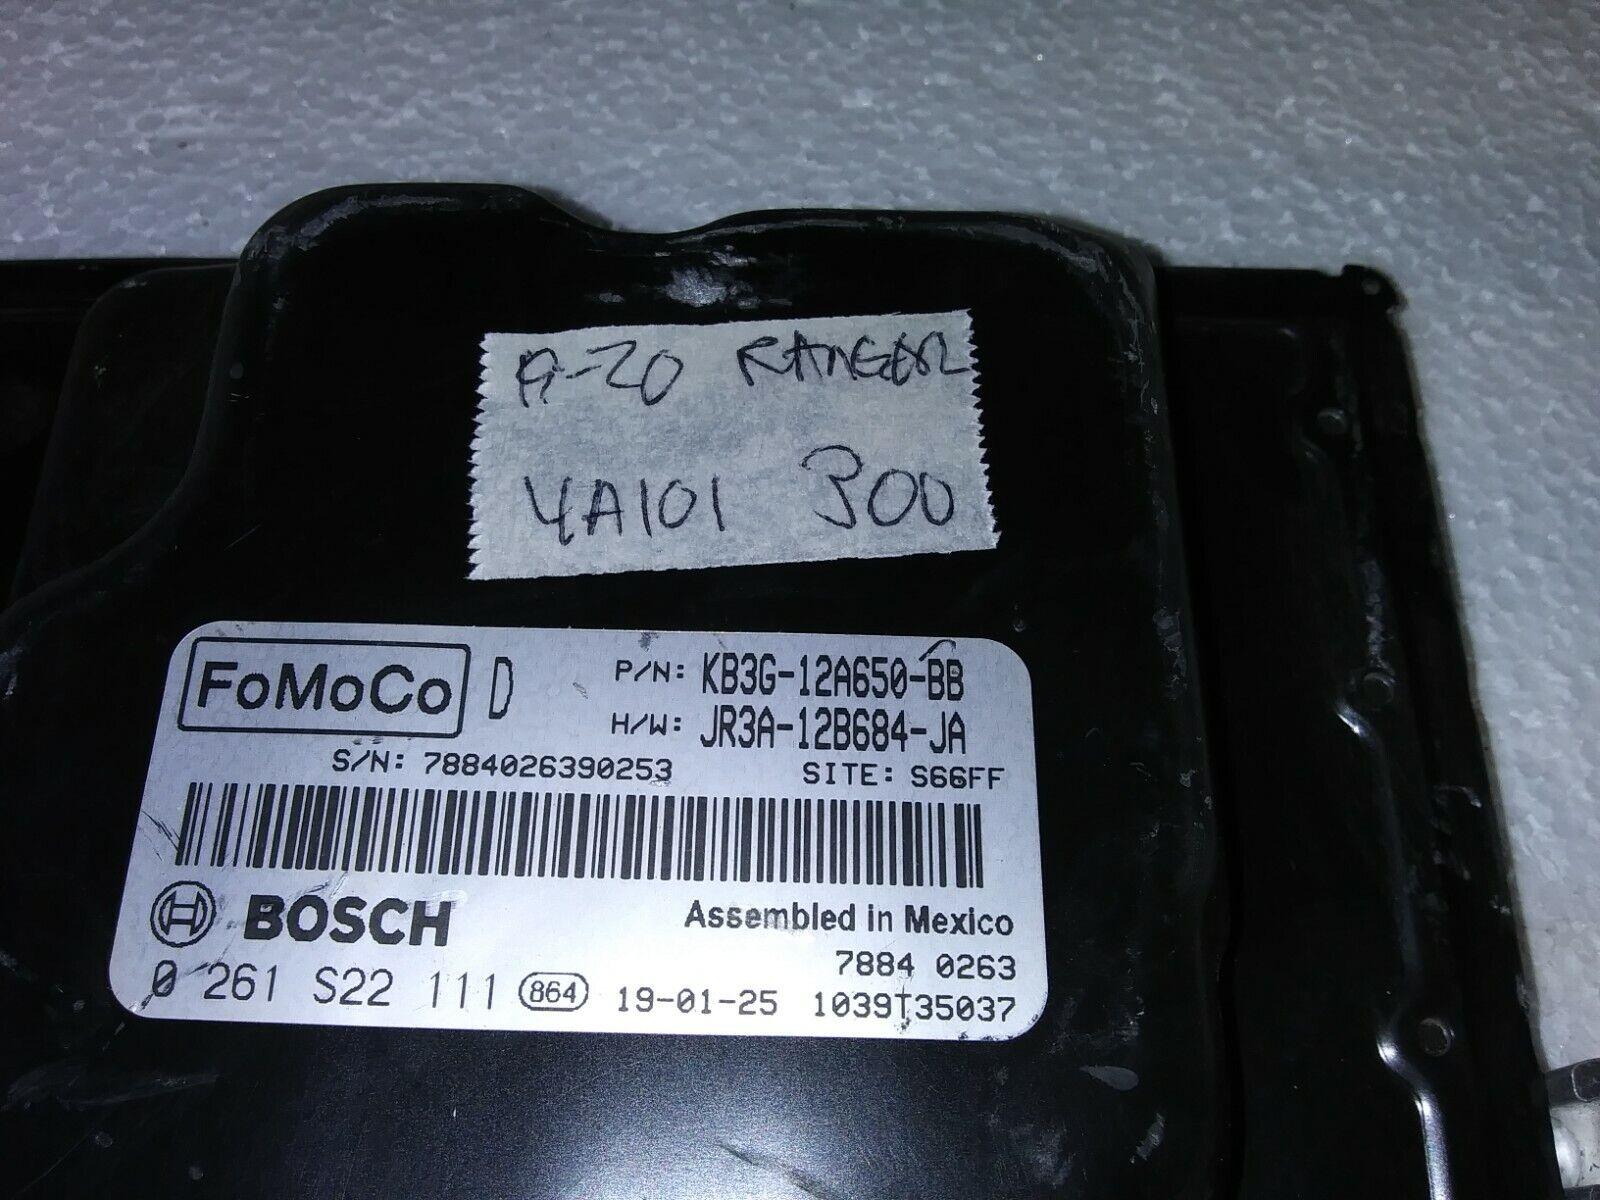 19-20 RANGER
4A101 300
FoMoCo D P/N: KB3G-12A650-BB
H/W: JR3A-12B684-JA
S/N: 7884026390253 SITE: S66FF
BOSCH Assembled in Mexico
7884 0263
0 261 S22 111 864 19-01-25 1039T35037